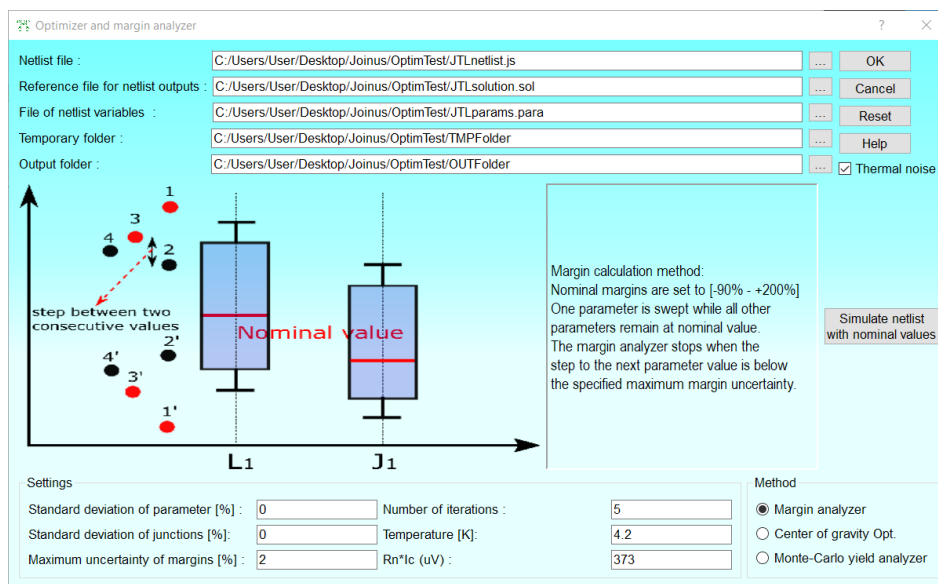 Optimizer and margin analyzer
? ×
Netlist file : C:/Users/User/Desktop/Joinus/OptimTest/JTLnetlist.js ... OK
Reference file for netlist outputs : C:/Users/User/Desktop/Joinus/OptimTest/JTLsolution.sol ... Cancel
File of netlist variables : C:/Users/User/Desktop/Joinus/OptimTest/JTLparams.para ... Reset
Temporary folder : C:/Users/User/Desktop/Joinus/OptimTest/TMPFolder ... Help
Output folder : C:/Users/User/Desktop/Joinus/OptimTest/OUTFolder ... Thermal noise
1
3
4 2
step between two
consecutive values
2'
4'
3'
1'
Nominal value
L1 J1
Margin calculation method:
Nominal margins are set to [-90% - +200%]
One parameter is swept while all other
parameters remain at nominal value.
The margin analyzer stops when the
step to the next parameter value is below
the specified maximum margin uncertainty.
Simulate netlist
with nominal values
Settings
Standard deviation of parameter [%] : 0 Number of iterations : 5
Standard deviation of junctions [%]: 0 Temperature [K]: 4.2
Maximum uncertainty of margins [%] : 2 Rn*Ic (uV) : 373
Method
Margin analyzer
Center of gravity Opt.
Monte-Carlo yield analyzer